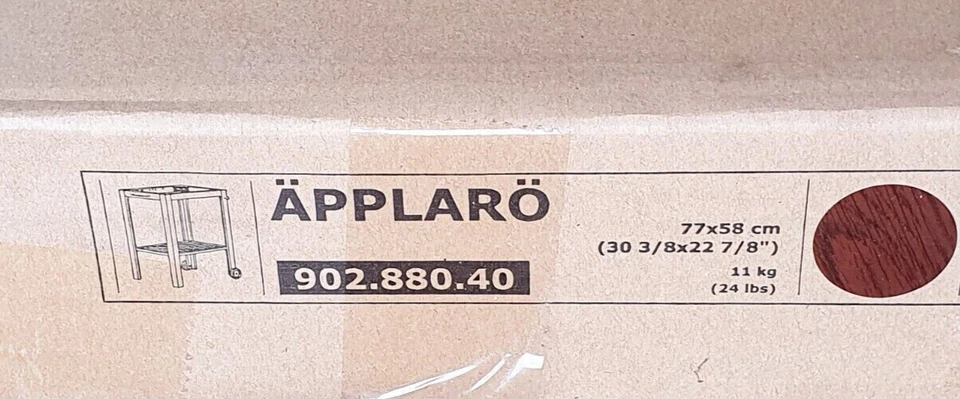 ÄPPLARÖ
902.880.40
77x58 cm
(30 3/8x22 7/8")
11 kg
(24 lbs)